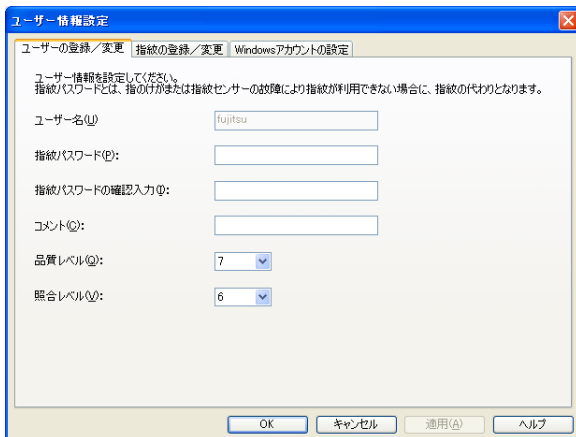 ユーザー情報設定
ユーザーの登録／変更 指紋の登録／変更 Windowsアカウントの設定
ユーザー情報を設定してください。
指紋パスワードとは、指のけがまたは指紋センサーの故障により指紋が利用できない場合に、指紋の代わりとなります。
ユーザー名(U) fujitsu
指紋パスワード(P):
指紋パスワードの確認入力(I):
コメント(C):
品質レベル(Q): 7
照合レベル(V): 6
OK キャンセル 適用(A) ヘルプ